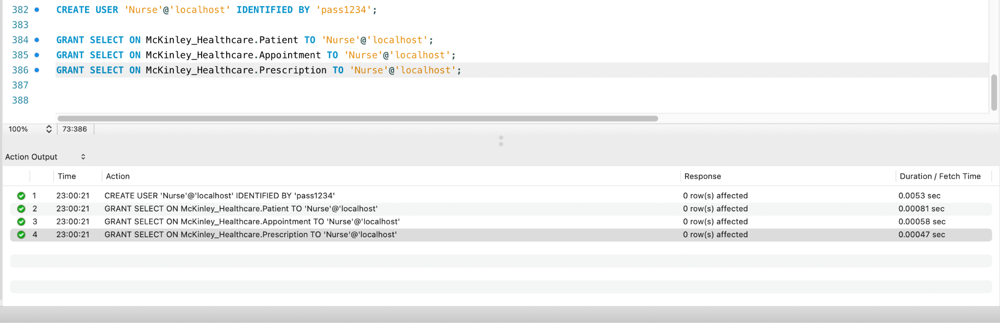 382 CREATE USER 'Nurse'@'localhost' IDENTIFIED BY 'pass1234';
383
384 GRANT SELECT ON McKinley_Healthcare.Patient TO 'Nurse'@'localhost';
385 GRANT SELECT ON McKinley_Healthcare.Appointment TO 'Nurse'@'localhost';
386 GRANT SELECT ON McKinley_Healthcare.Prescription TO 'Nurse'@'localhost';
387
388
100% 73:386
Action Output
Time Action Response Duration / Fetch Time
1 23:00:21 CREATE USER 'Nurse'@'localhost' IDENTIFIED BY 'pass1234' 0 row(s) affected 0.0053 sec
2 23:00:21 GRANT SELECT ON McKinley_Healthcare.Patient TO 'Nurse'@'localhost' 0 row(s) affected 0.00081 sec
3 23:00:21 GRANT SELECT ON McKinley_Healthcare.Appointment TO 'Nurse'@'localhost' 0 row(s) affected 0.00058 sec
4 23:00:21 GRANT SELECT ON McKinley_Healthcare.Prescription TO 'Nurse'@'localhost' 0 row(s) affected 0.00047 sec